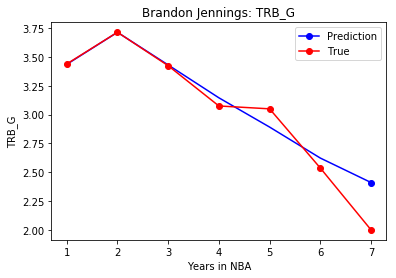 Brandon Jennings: TRB_G
Prediction
True
3.75
3.50
3.25
3.00
2.75
2.50
2.25
2.00
TRB_G
1 2 3 4 5 6 7
Years in NBA